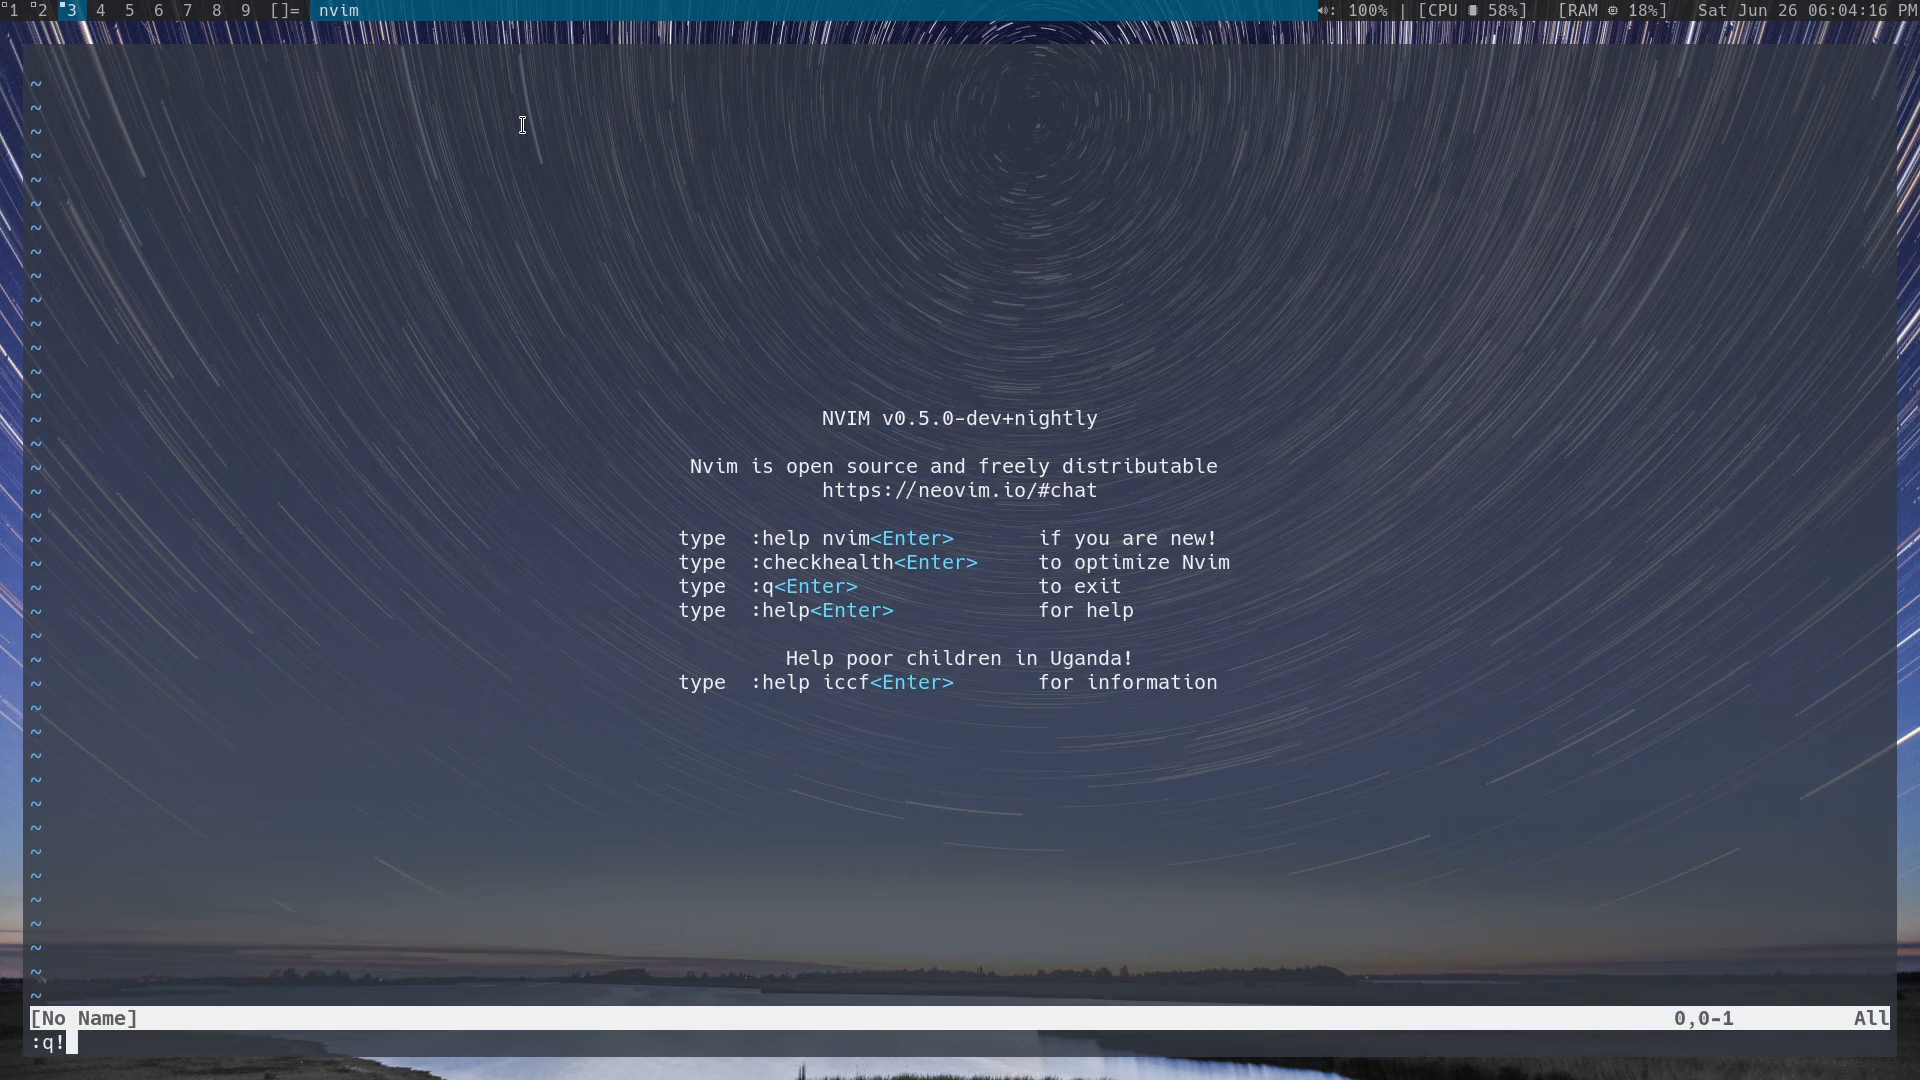 1 2 3 4 5 6 7 8 9 []= nvim : 100% | [CPU 58%] [RAM 18%] Sat Jun 26 06:04:16 PM
~
~
~
~
~
~
~
~
~
~
~
~
~
~
NVIM v0.5.0-dev+nightly
~
~ Nvim is open source and freely distributable
~ https://neovim.io/#chat
~
~ type :help nvim<Enter> if you are new!
~ type :checkhealth<Enter> to optimize Nvim
~ type :q<Enter> to exit
~ type :help<Enter> for help
~
~ Help poor children in Uganda!
~ type :help iccf<Enter> for information
~
~
~
~
~
~
~
~
~
~
~
~
~
[No Name] 0,0-1 All
:q!